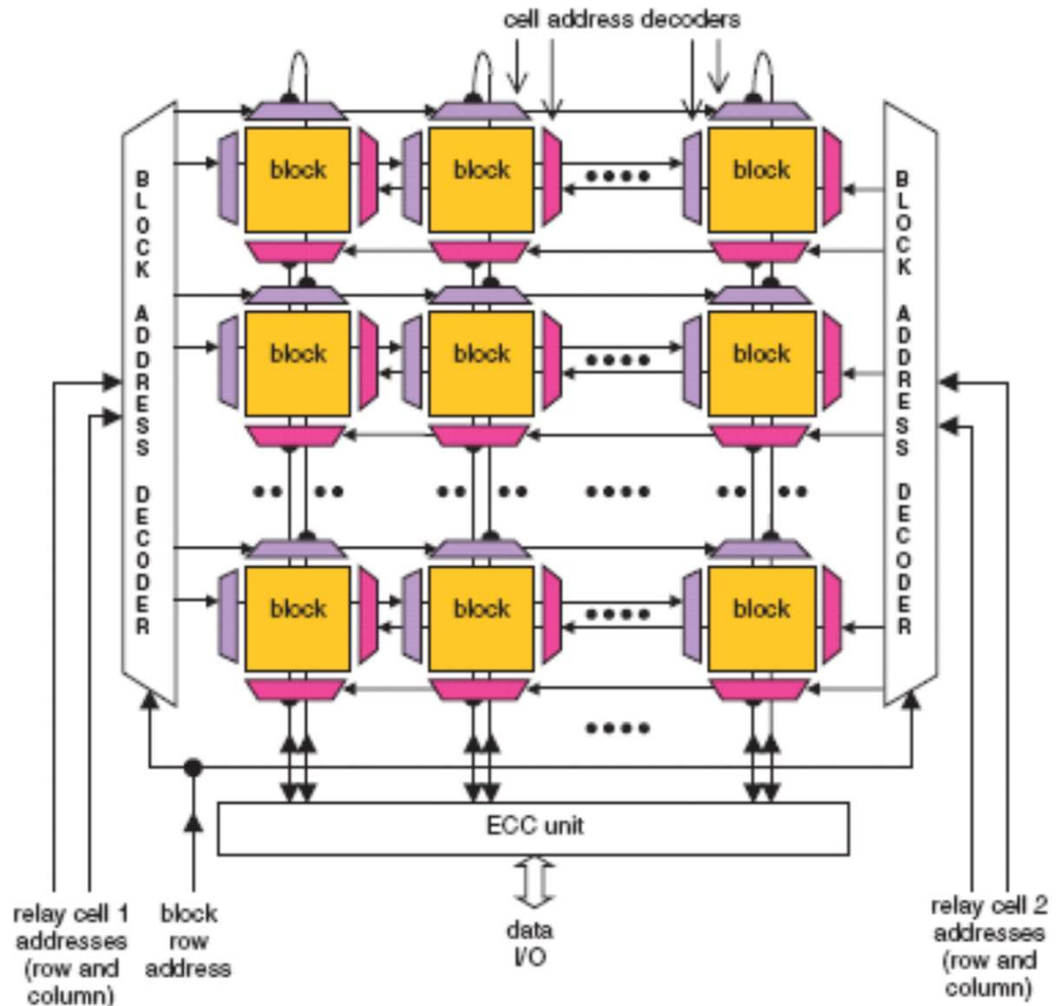 cell address decoders
block
block
block
BLOCK ADDRESS DECODER
BLOCK ADDRESS DECODER
block
block
block
block
block
block
ECC unit
relay cell 1
addresses
(row and
column)
block
row
address
data
I/O
relay cell 2
addresses
(row and
column)